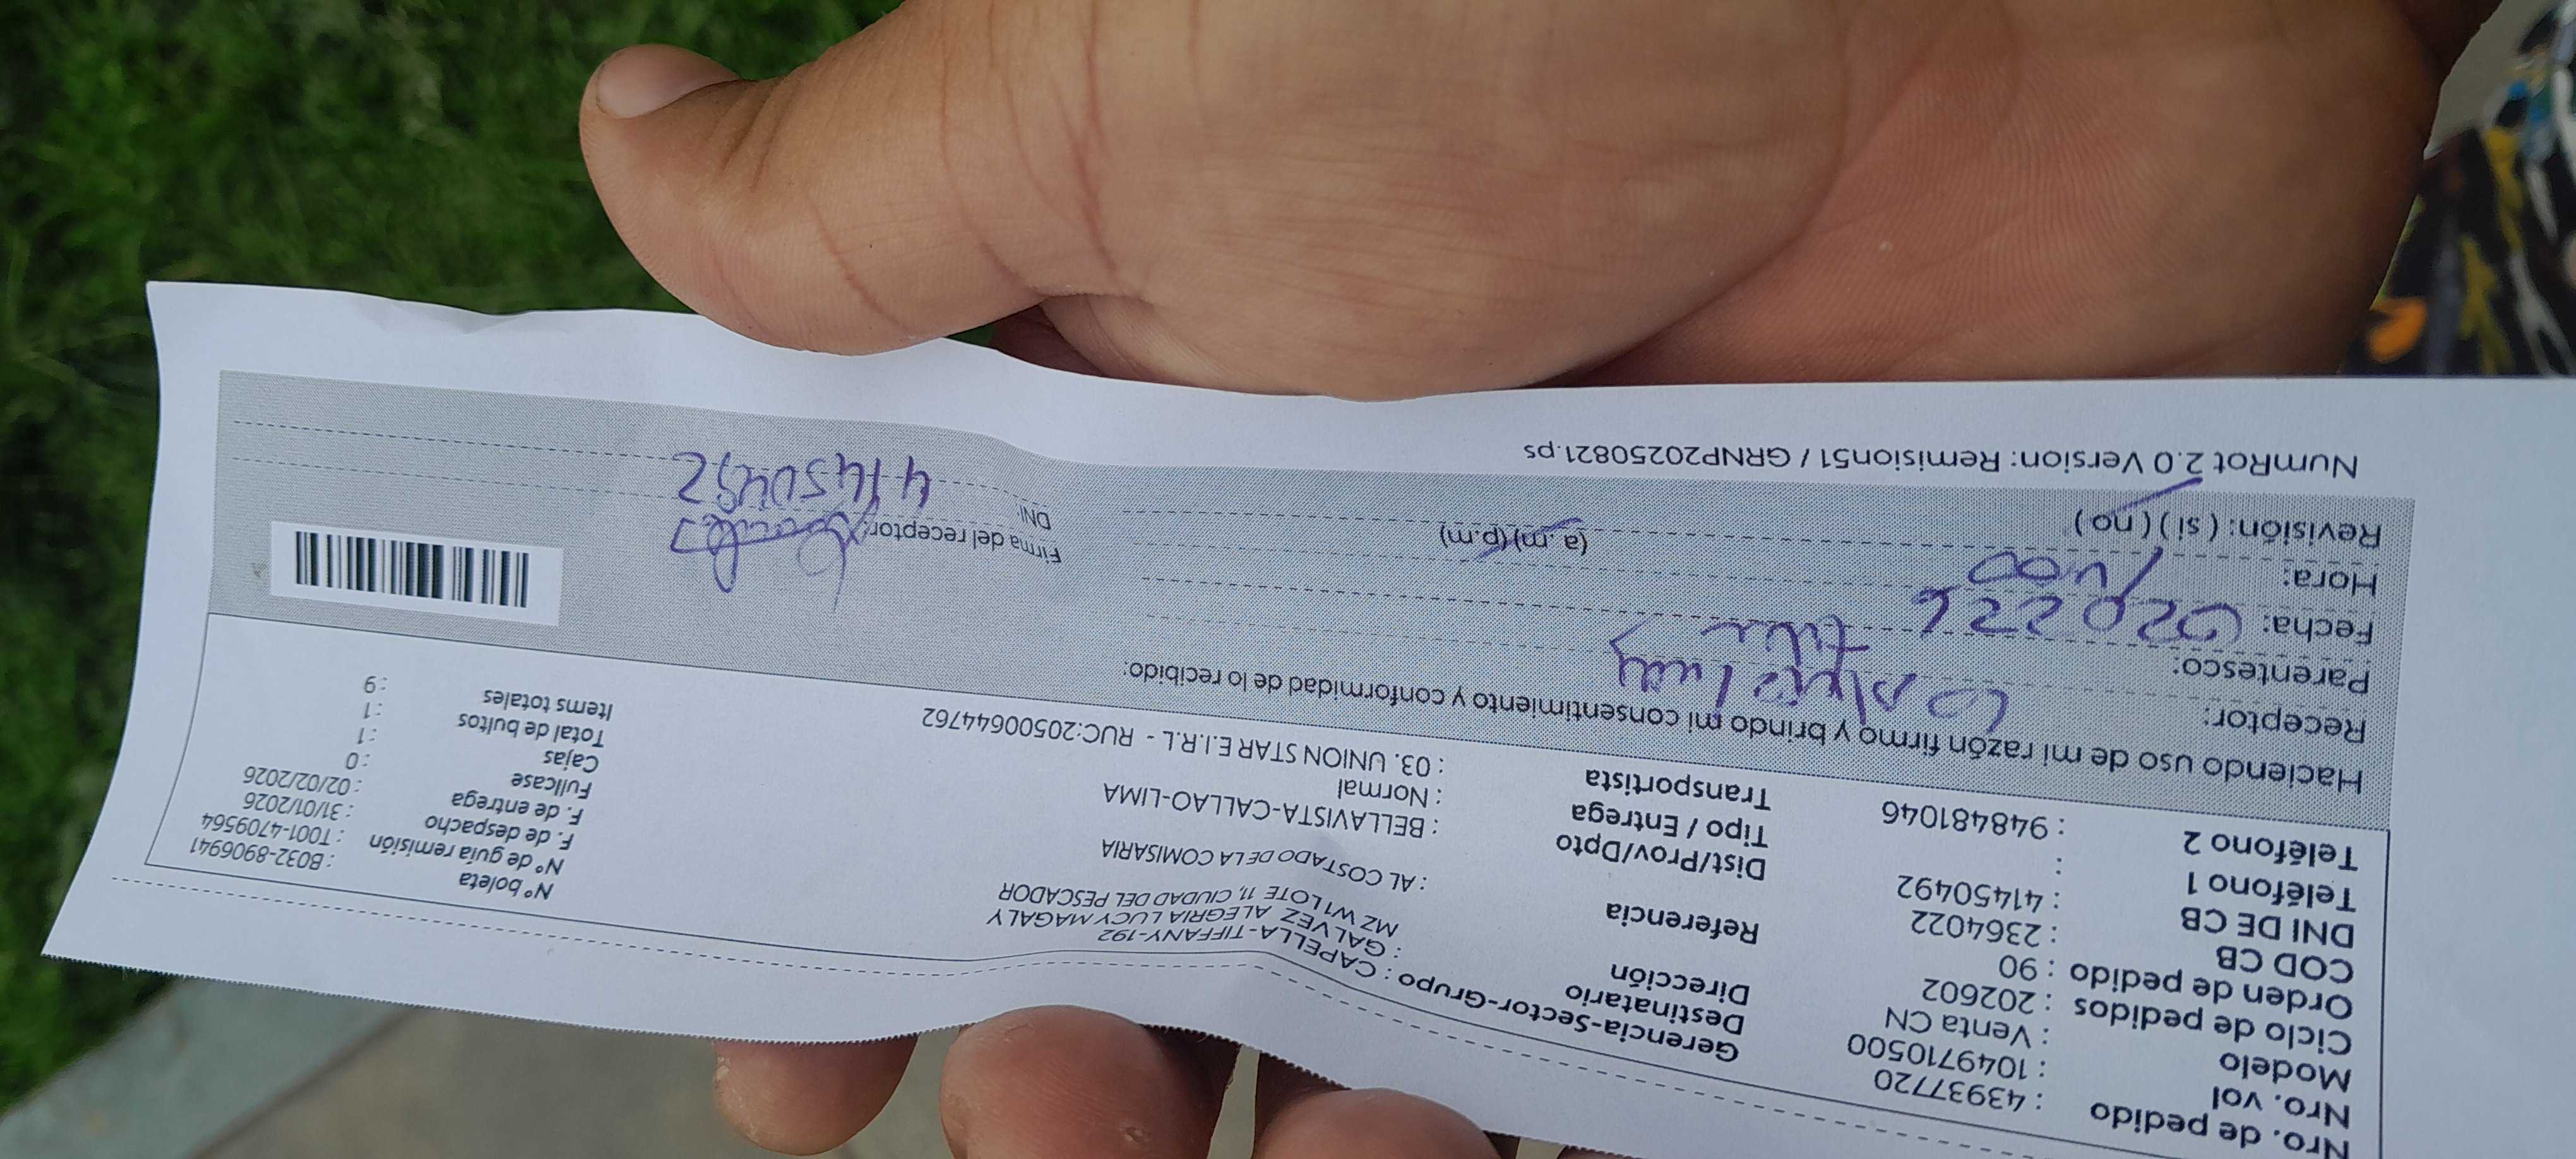 Nro. de pedido : 43937720
Nro. vol : 1049710500
Modelo : Venta CN
Ciclo de pedidos : 202602
Orden de pedido : 90
COD CB : 2364022
DNI DE CB : 41450492
Teléfono 1 :
Teléfono 2 : 948481046
Gerencia-Sector-Grupo : CAPELLA-TIFFANY-192
Destinatario : GALVEZ ALEGRIA LUCY MAGALY
Dirección MZ W1 LOTE 11, CIUDAD DEL PESCADOR
Referencia : AL COSTADO DE LA COMISARIA
Dist/Prov/Dpto : BELLAVISTA-CALLAO-LIMA
Tipo / Entrega : Normal
Transportista : 03. UNION STAR E.I.R.L - RUC:20500644762
N° boleta : B032-8906941
N° de guía remisión : T001-4709564
F. de despacho : 31/01/2026
F. de entrega : 02/02/2026
Fullcase : 0
Cajas : 1
Total de bultos : 1
Items totales : 9
Haciendo uso de mi razón firmo y brindo mi consentimiento y conformidad de lo recibido:
Receptor: Lucy
Parentesco:
Fecha: 020226
Hora: (a.m)(p.m)
Revisión: ( si ) ( no )
Firma del receptor:
DNI: 41450492
NumRot 2.0 Version: Remision51 / GRNP20250821.ps